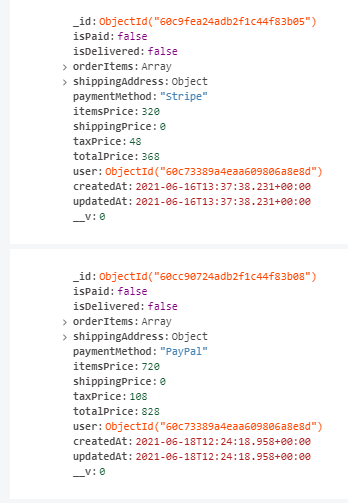 _id:ObjectId("60c9fea24adb2f1c44f83b05")
isPaid:false
isDelivered:false
orderItems:Array
shippingAddress:Object
paymentMethod:"Stripe"
itemsPrice:320
shippingPrice:0
taxPrice:48
totalPrice:368
user:ObjectId("60c73389a4eaa609806a8e8d")
createdAt:2021-06-16T13:37:38.231+00:00
updatedAt:2021-06-16T13:37:38.231+00:00
__v:0
_id:ObjectId("60cc90724adb2f1c44f83b08")
isPaid:false
isDelivered:false
orderItems:Array
shippingAddress:Object
paymentMethod:"PayPal"
itemsPrice:720
shippingPrice:0
taxPrice:108
totalPrice:828
user:ObjectId("60c73389a4eaa609806a8e8d")
createdAt:2021-06-18T12:24:18.958+00:00
updatedAt:2021-06-18T12:24:18.958+00:00
__v:0